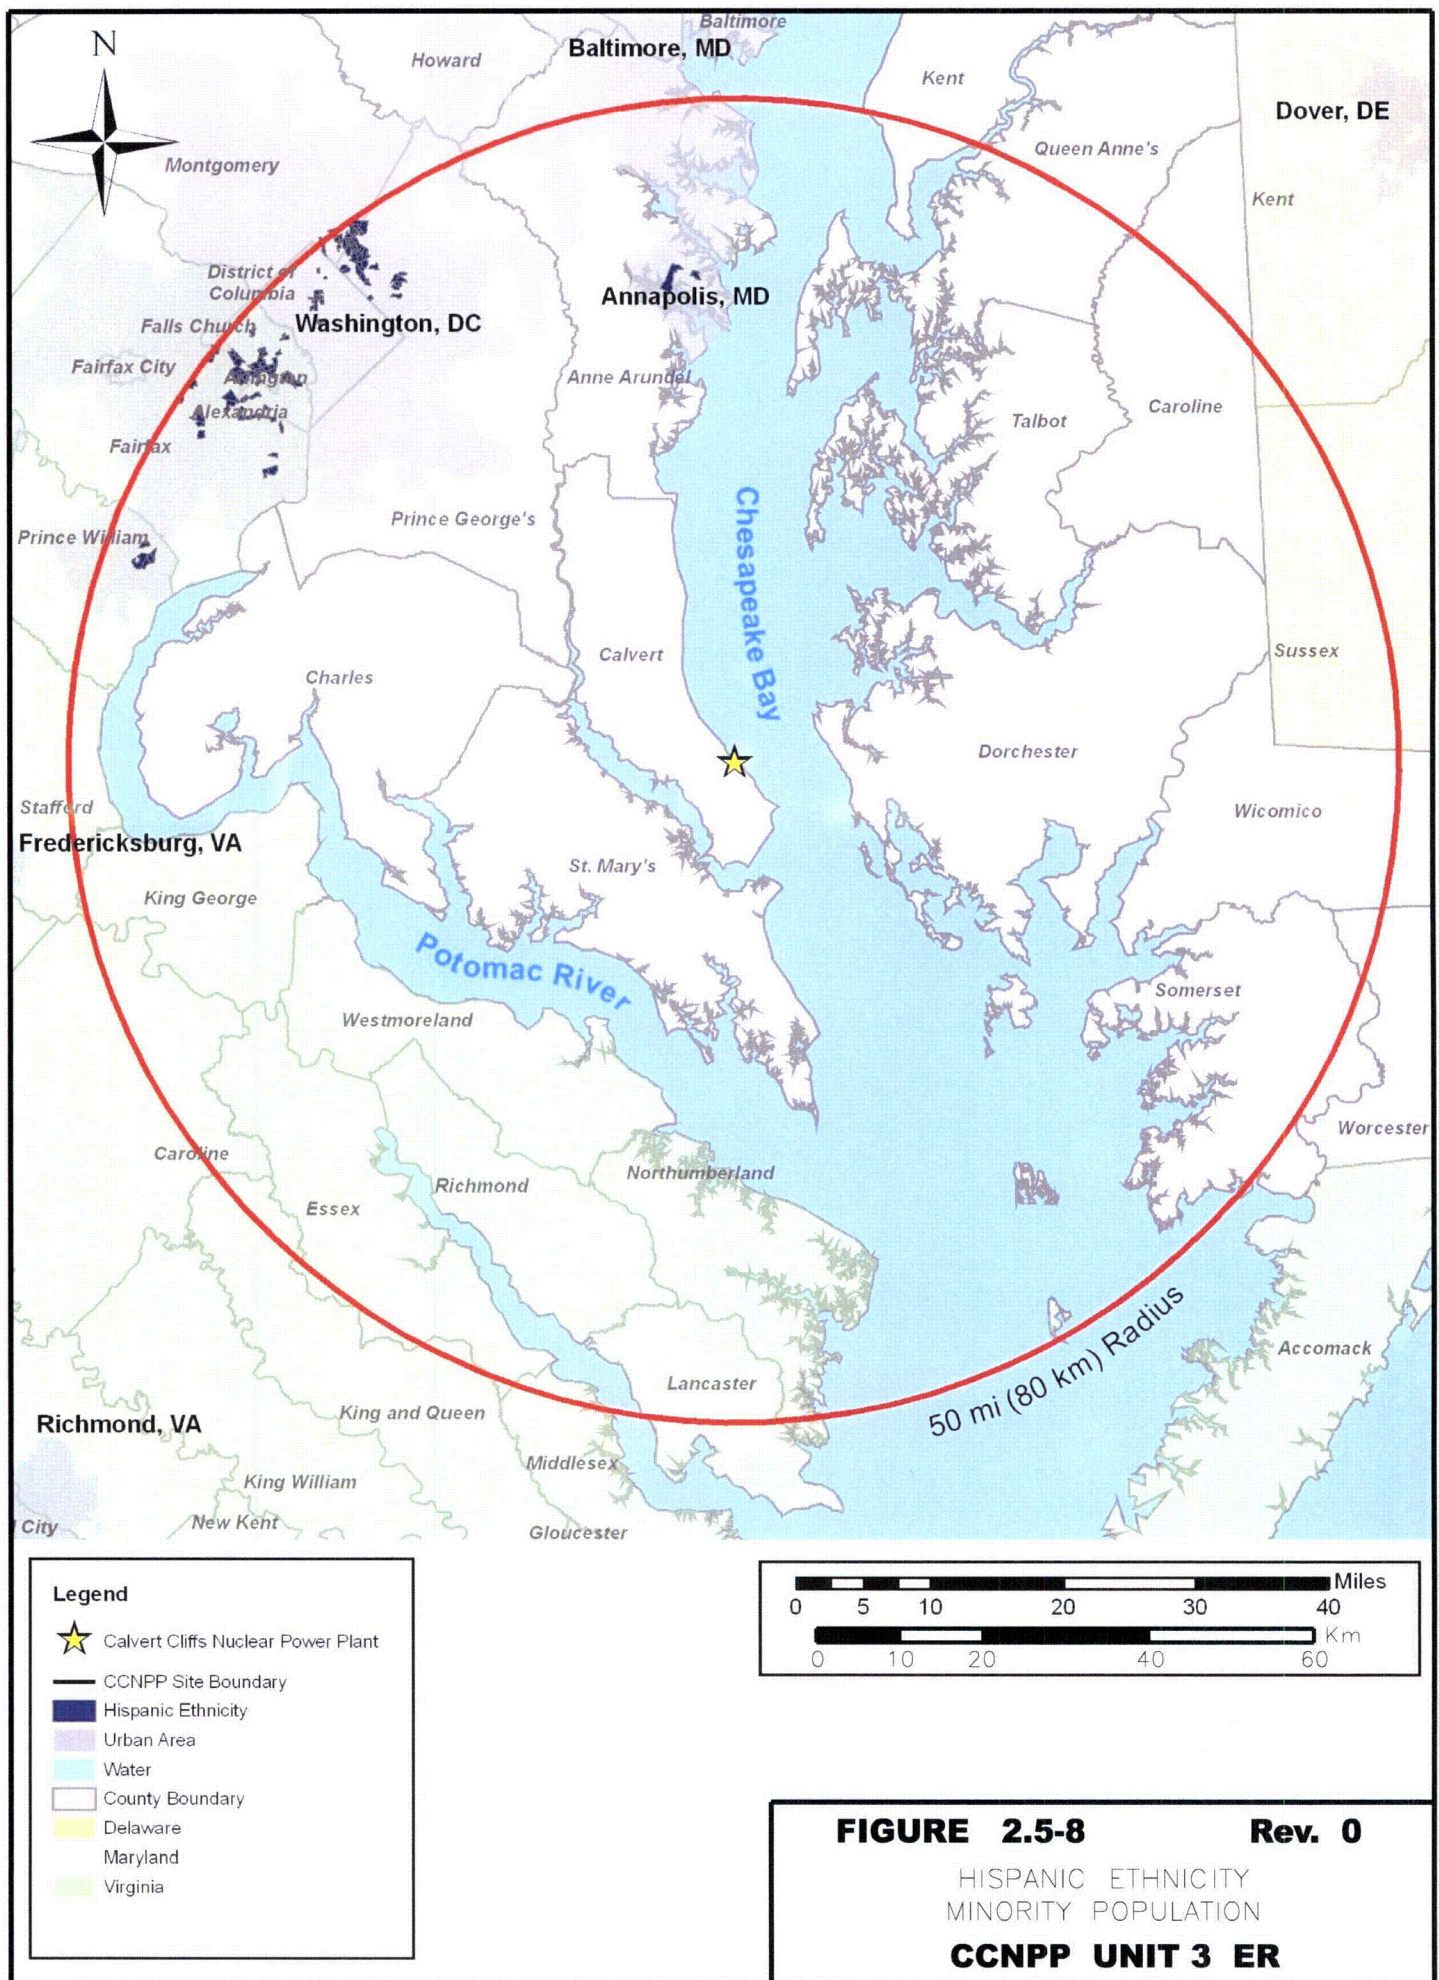 N
Baltimore
Baltimore, MD
Howard
Kent
Dover, DE
Queen Anne's
Montgomery
Kent
District of
Columbia
Annapolis, MD
Falls Church
Washington, DC
Fairfax City
Arlington
Anne Arundel
Alexandria
Talbot
Caroline
Fairfax
Prince George's
Prince William
Chesapeake Bay
Calvert
Sussex
Charles
Dorchester
Stafford
Wicomico
Fredericksburg, VA
St. Mary's
King George
Potomac River
Somerset
Westmoreland
Worcester
Caroline
Northumberland
Richmond
Essex
50 mi (80 km) Radius
Accomack
Lancaster
King and Queen
Richmond, VA
Middlesex
King William
New Kent
l City
Gloucester
Legend
Calvert Cliffs Nuclear Power Plant
CCNPP Site Boundary
Hispanic Ethnicity
Urban Area
Water
County Boundary
Delaware
Maryland
Virginia
Miles
0 5 10 20 30 40
Km
0 10 20 40 60
FIGURE 2.5-8 Rev. 0
HISPANIC ETHNICITY
MINORITY POPULATION
CCNPP UNIT 3 ER